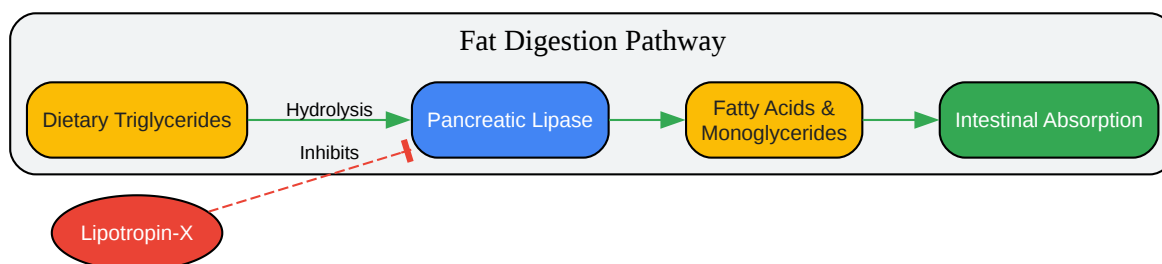 Fat Digestion Pathway
Dietary Triglycerides
Hydrolysis
Pancreatic Lipase
Fatty Acids &
Monoglycerides
Intestinal Absorption
Inhibits
Lipotropin-X